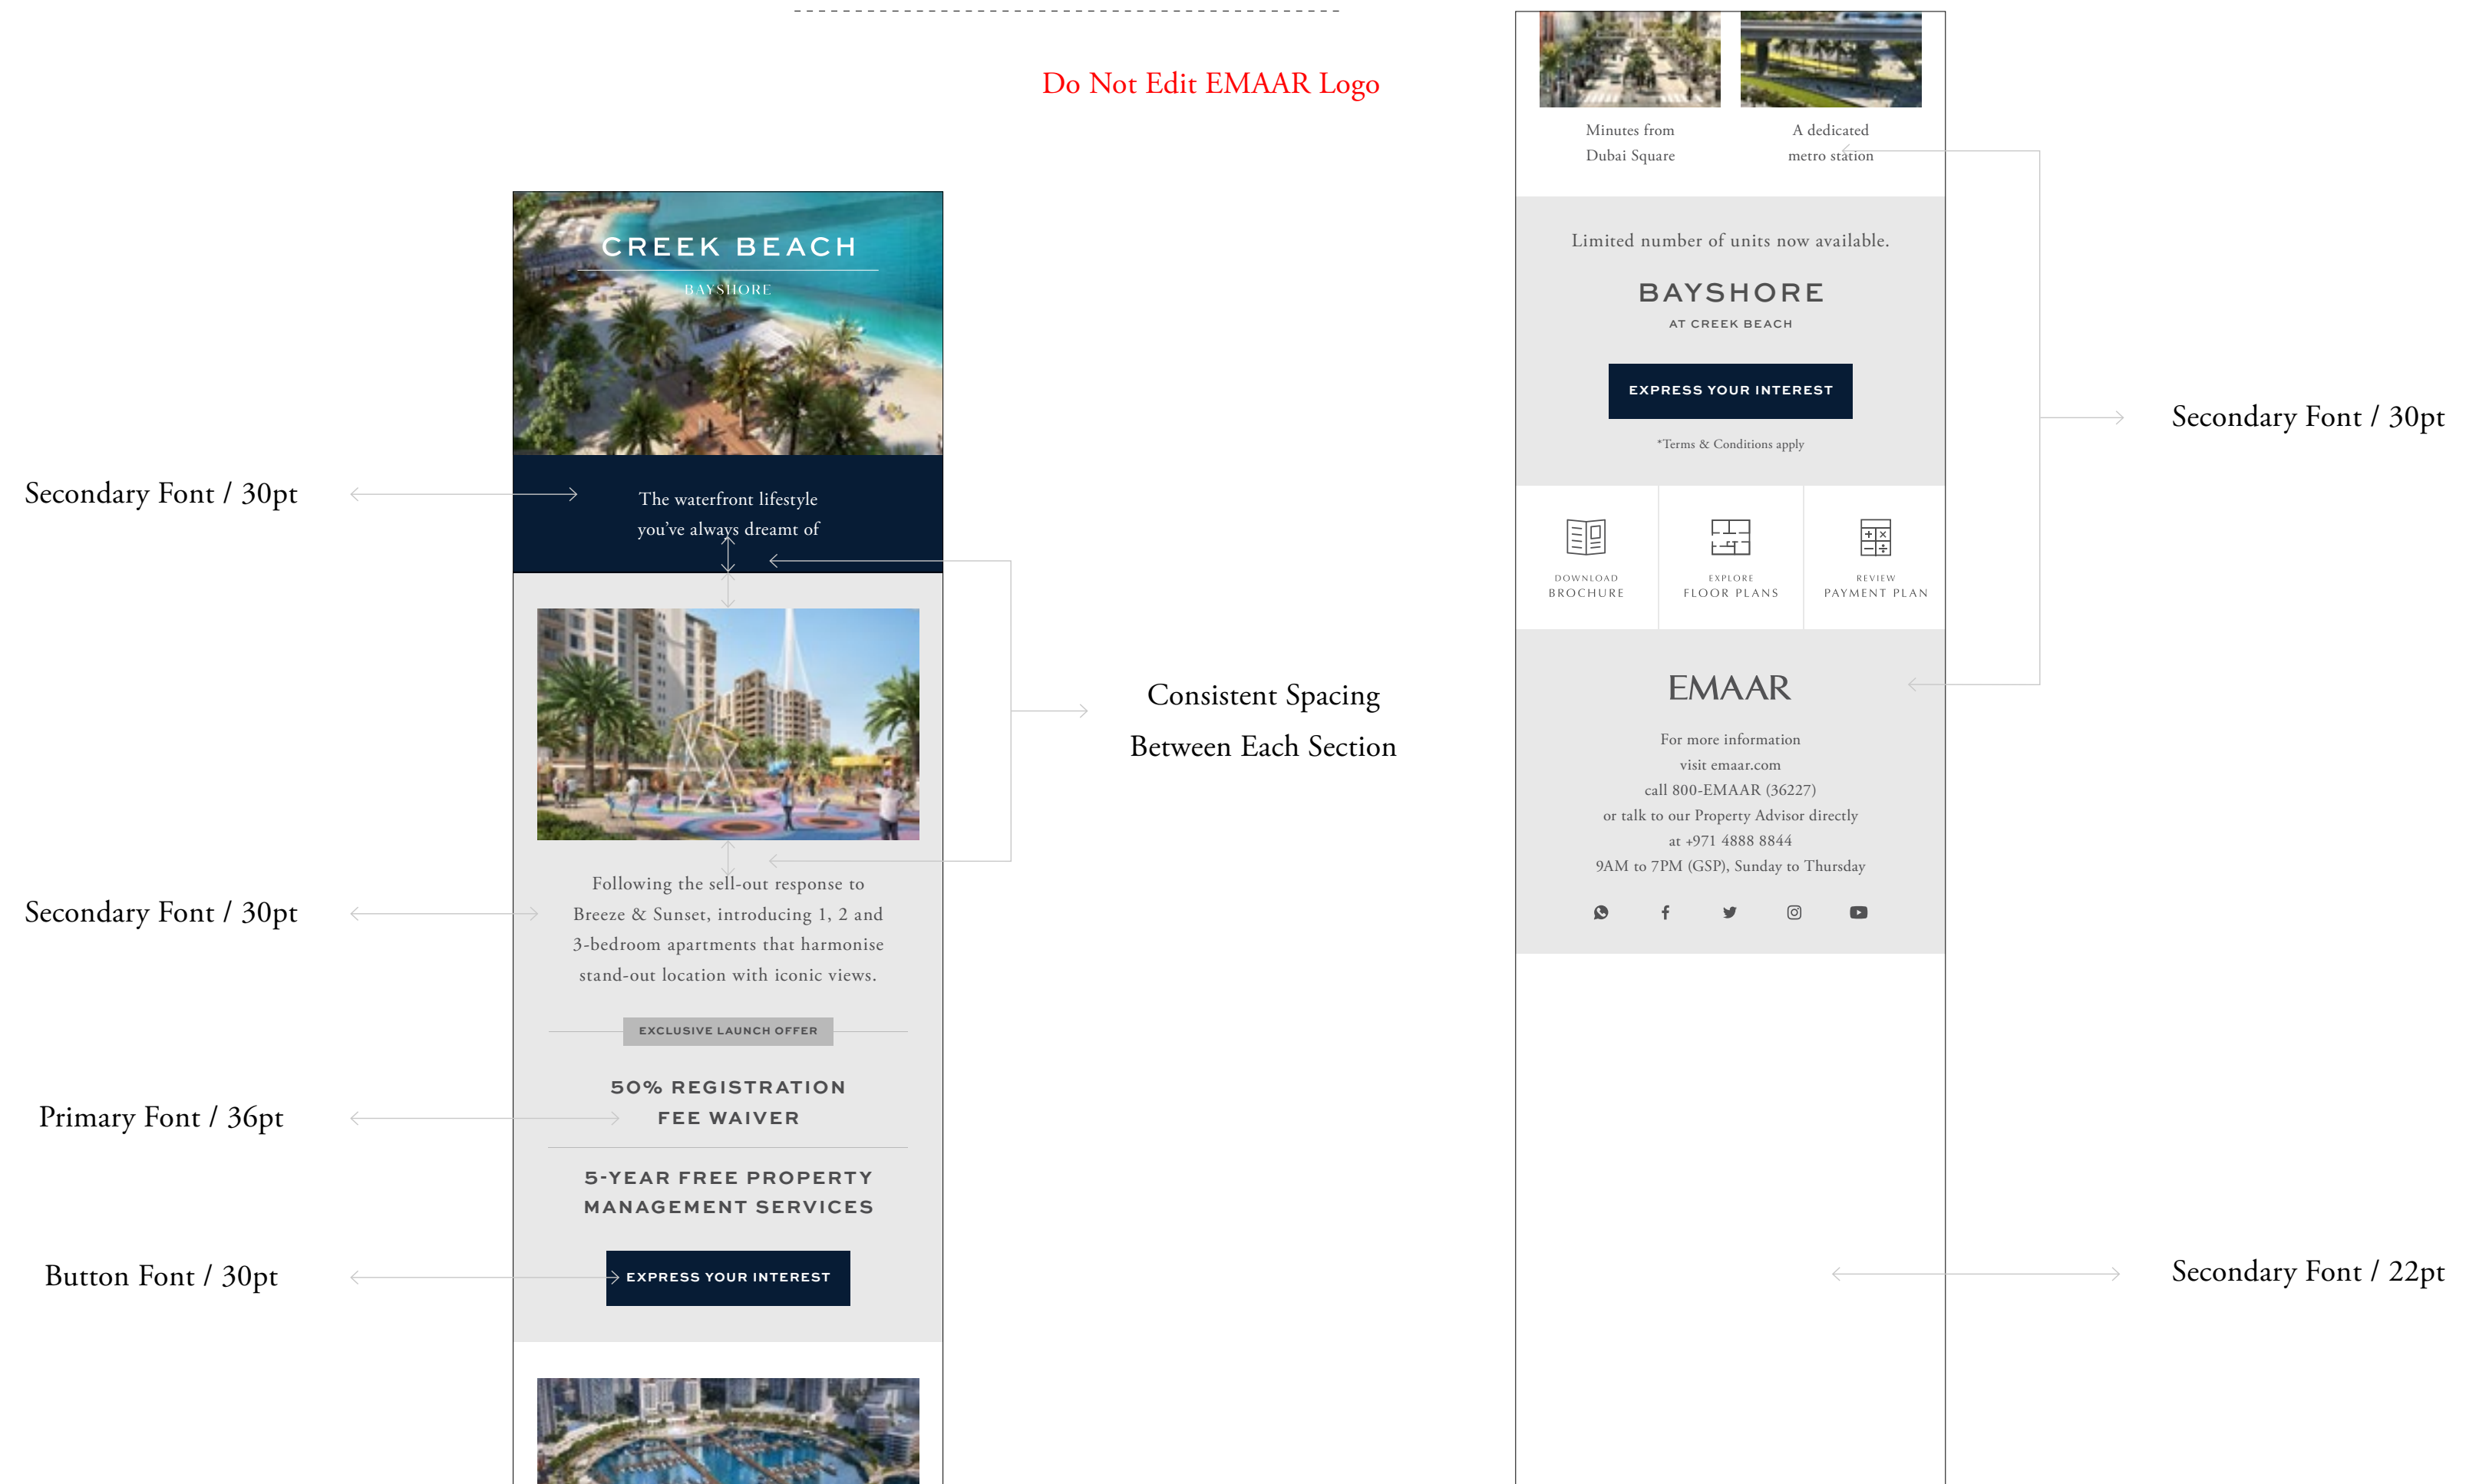 Do Not Edit EMAAR Logo
CREEK BEACH
BAYSHORE
Secondary Font / 30pt
The waterfront lifestyle
you’ve always dreamt of
Consistent Spacing
Between Each Section
Secondary Font / 30pt
Following the sell-out response to
Breeze & Sunset, introducing 1, 2 and
3-bedroom apartments that harmonise
stand-out location with iconic views.
EXCLUSIVE LAUNCH OFFER
Primary Font / 36pt
50% REGISTRATION
FEE WAIVER
5-YEAR FREE PROPERTY
MANAGEMENT SERVICES
Button Font / 30pt
EXPRESS YOUR INTEREST
Minutes from
Dubai Square
A dedicated
metro station
Limited number of units now available.
BAYSHORE
AT CREEK BEACH
EXPRESS YOUR INTEREST
*Terms & Conditions apply
Secondary Font / 30pt
DOWNLOAD
BROCHURE
EXPLORE
FLOOR PLANS
REVIEW
PAYMENT PLAN
EMAAR
For more information
visit emaar.com
call 800-EMAAR (36227)
or talk to our Property Advisor directly
at +971 4888 8844
9AM to 7PM (GSP), Sunday to Thursday
Secondary Font / 22pt